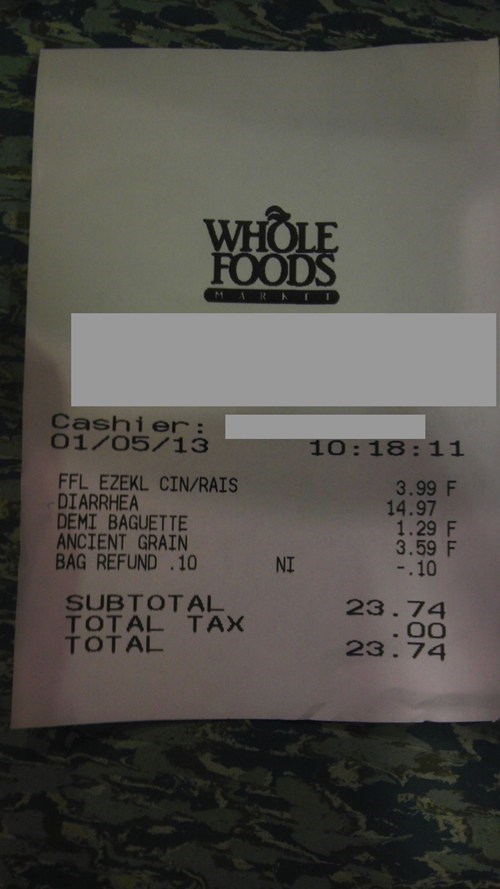 WHOLE
FOODS
MARKET
Cashier:
01/05/13 10:18:11
FFL EZEKL CIN/RAIS 3.99 F
DIARRHEA 14.97
DEMI BAGUETTE 1.29 F
ANCIENT GRAIN 3.59 F
BAG REFUND .10 NI -.10
SUBTOTAL 23.74
TOTAL TAX .00
TOTAL 23.74